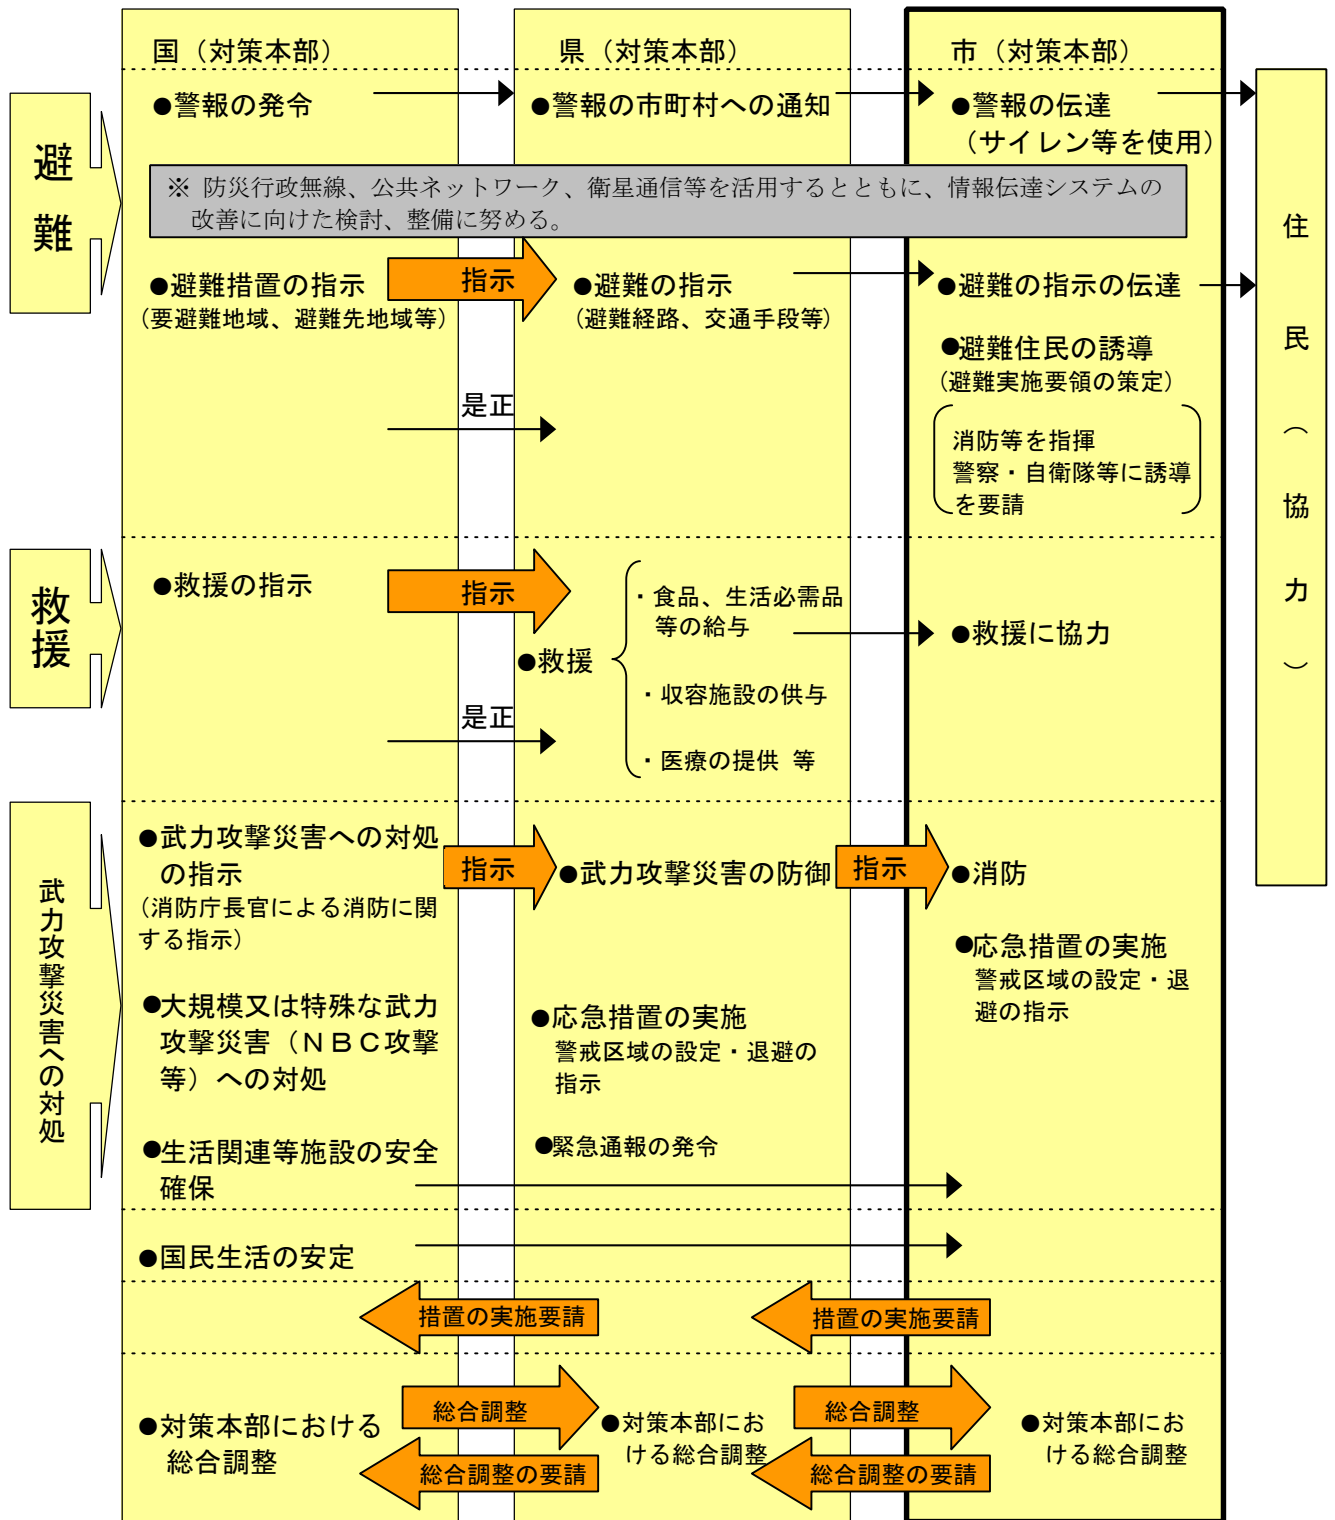 国（対策本部）
県（対策本部）
市（対策本部）
避難
●警報の発令
●警報の市町村への通知
●警報の伝達
（サイレン等を使用）
※ 防災行政無線、公共ネットワーク、衛星通信等を活用するとともに、情報伝達システムの
改善に向けた検討、整備に努める。
●避難措置の指示
（要避難地域、避難先地域等）
指示
●避難の指示
（避難経路、交通手段等）
●避難の指示の伝達
●避難住民の誘導
（避難実施要領の策定）
是正
消防等を指揮
警察・自衛隊等に誘導
を要請
住民（協力）
救援
●救援の指示
指示
●救援
・食品、生活必需品
等の給与
・収容施設の供与
・医療の提供 等
●救援に協力
是正
武力攻撃災害への対処
●武力攻撃災害への対処
の指示
（消防庁長官による消防に関
する指示）
指示
●武力攻撃災害の防御
指示
●消防
●応急措置の実施
警戒区域の設定・退
避の指示
●大規模又は特殊な武力
攻撃災害（ＮＢＣ攻撃
等）への対処
●応急措置の実施
警戒区域の設定・退避の
指示
●緊急通報の発令
●生活関連等施設の安全
確保
●国民生活の安定
措置の実施要請
措置の実施要請
●対策本部における
総合調整
総合調整
総合調整の要請
●対策本部にお
ける総合調整
総合調整
総合調整の要請
●対策本部にお
ける総合調整